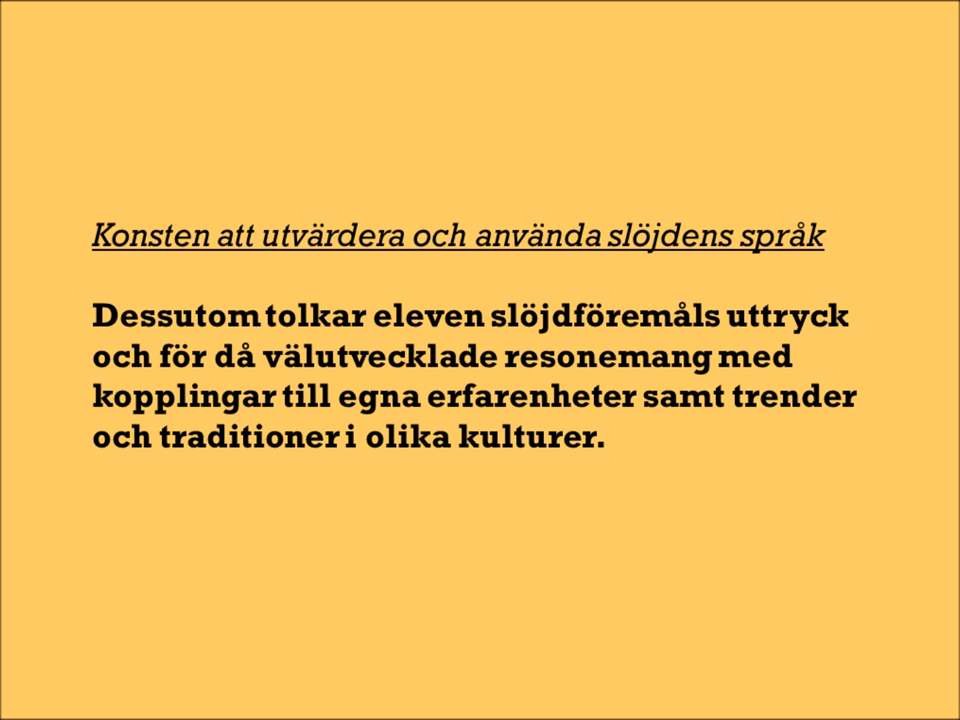 Konsten att utvärdera och använda slöjdens språk
Dessutom tolkar eleven slöjdföremåls uttryck
och för då välutvecklade resonemang med
kopplingar till egna erfarenheter samt trender
och traditioner i olika kulturer.